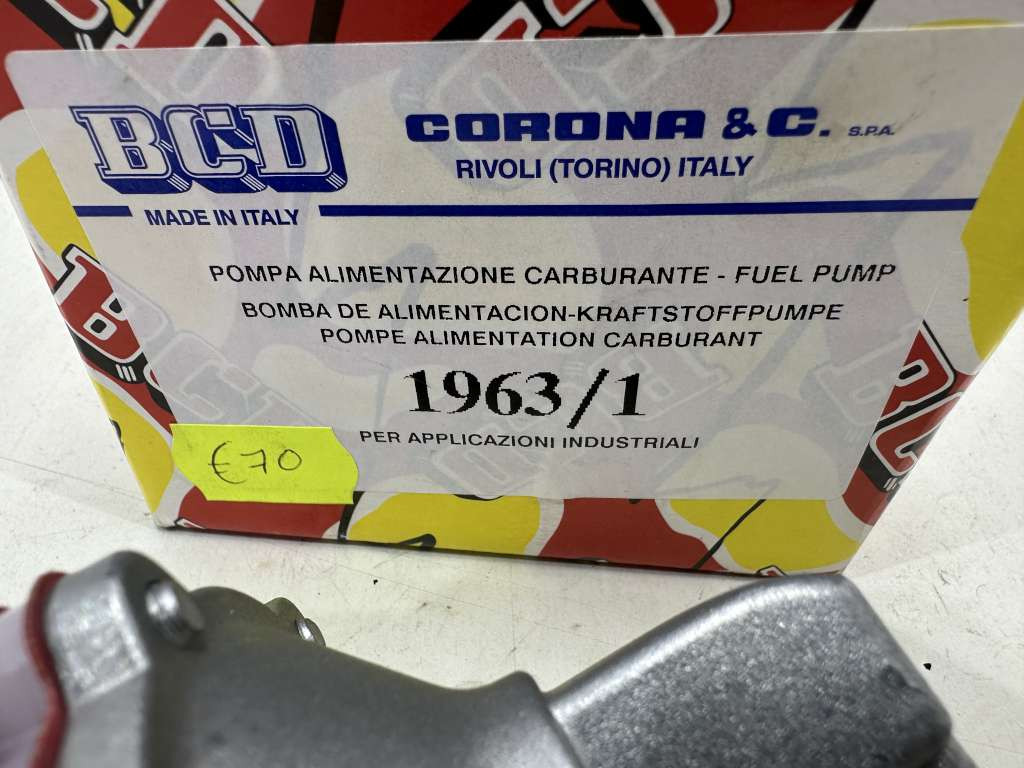 BCD
CORONA & C. S.P.A.
RIVOLI (TORINO) ITALY
MADE IN ITALY
POMPA ALIMENTAZIONE CARBURANTE - FUEL PUMP
BOMBA DE ALIMENTACION-KRAFTSTOFFPUMPE
POMPE ALIMENTATION CARBURANT
1963/1
PER APPLICAZIONI INDUSTRIALI
€70